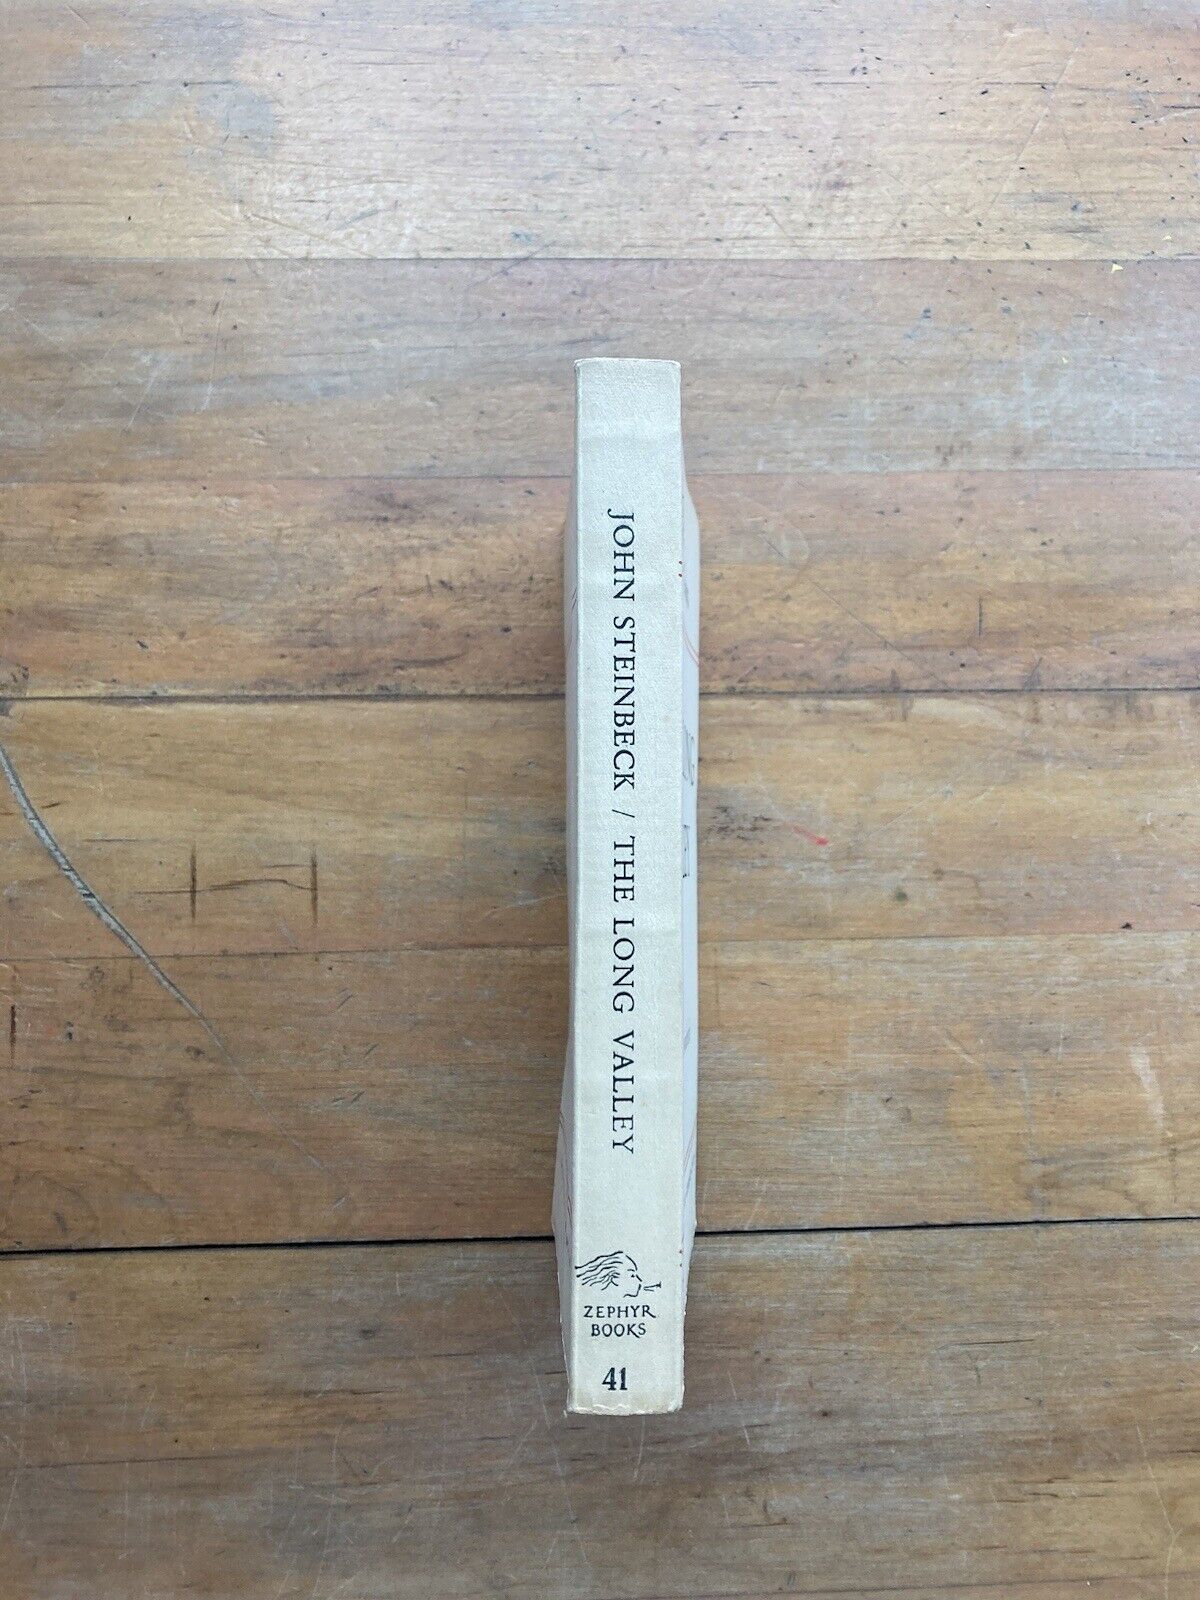 JOHN STEINBECK / THE LONG VALLEY
ZEPHYR
BOOKS
41